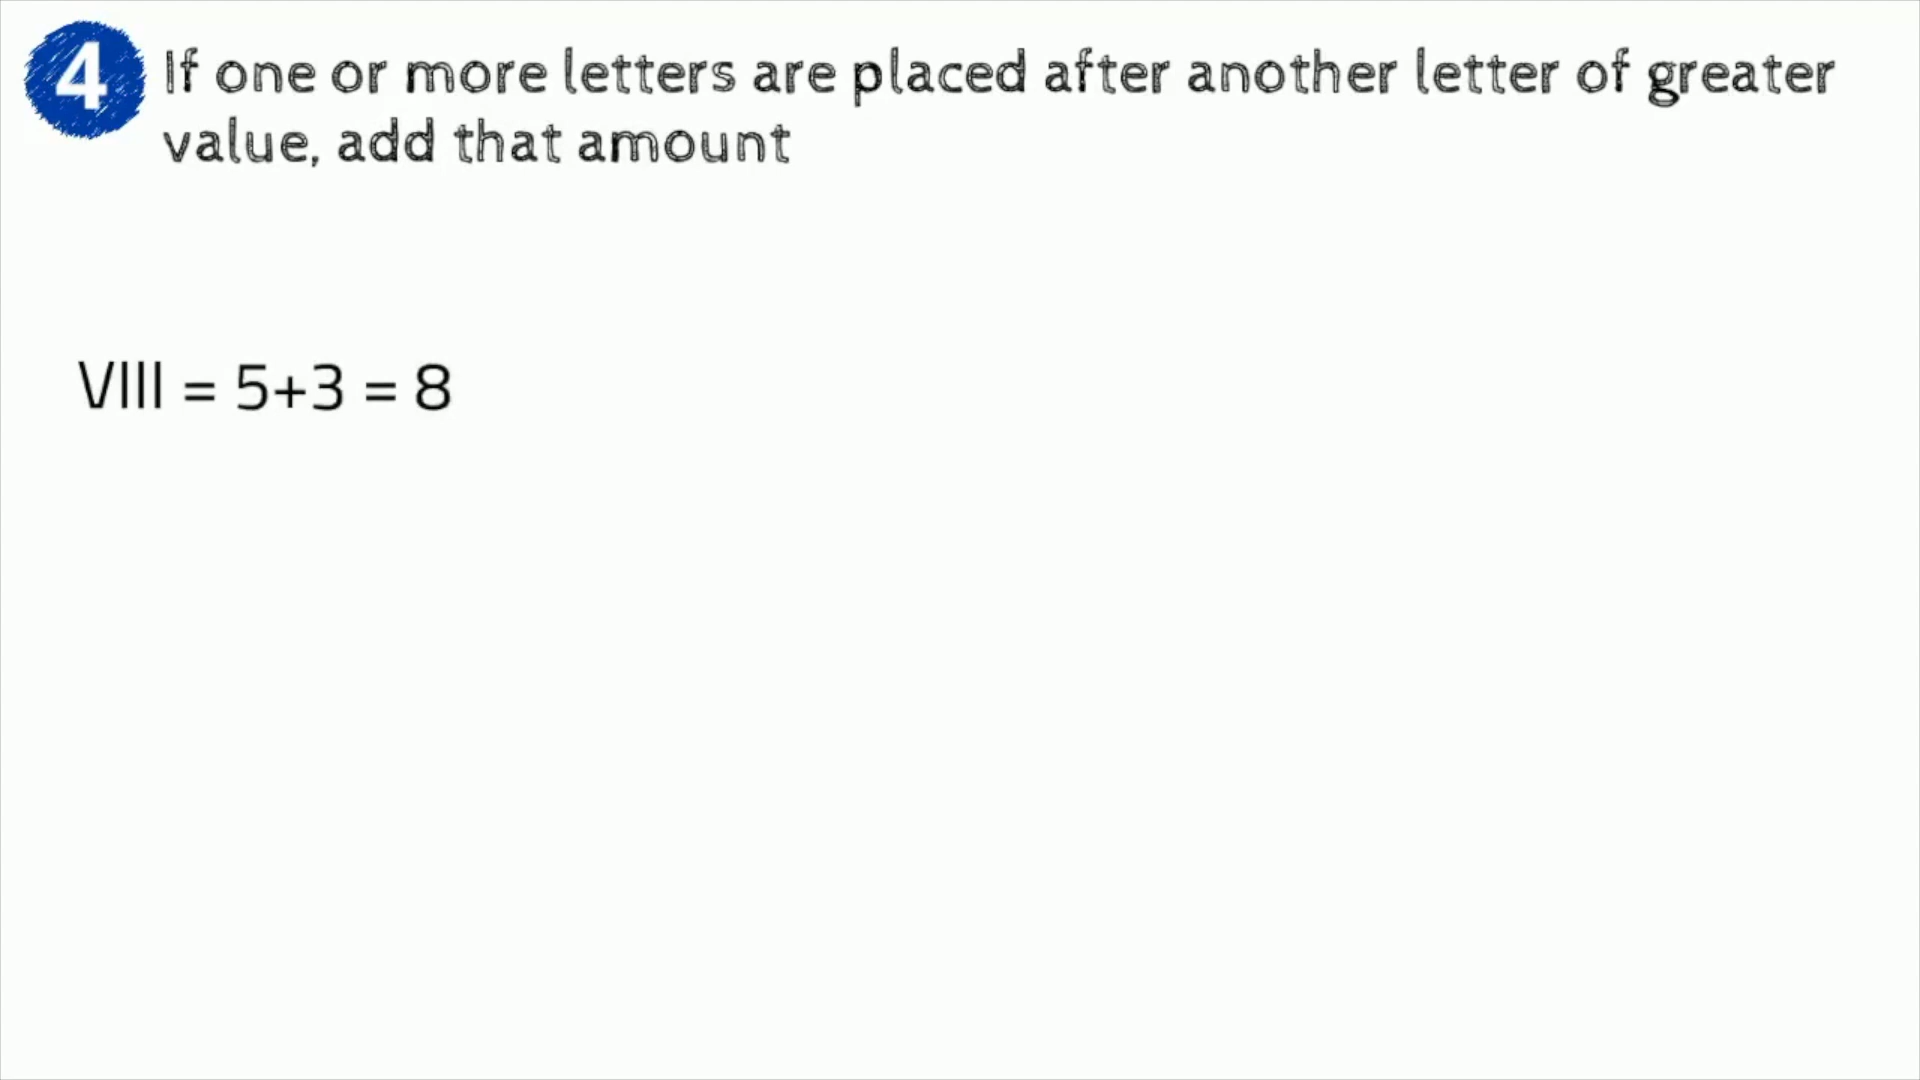 4 If one or more letters are placed after another letter of greater
value, add that amount
VIII = 5+3 = 8